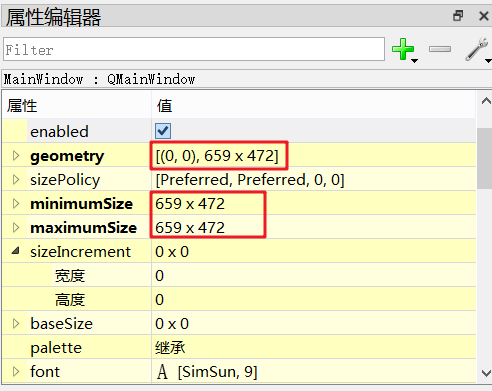 属性编辑器
Filter
MainWindow : QMainWindow
属性 值
enabled
geometry [(0, 0), 659 x 472]
sizePolicy [Preferred, Preferred, 0, 0]
minimumSize 659 x 472
maximumSize 659 x 472
sizeIncrement 0 x 0
宽度 0
高度 0
baseSize 0 x 0
palette 继承
font A [SimSun, 9]